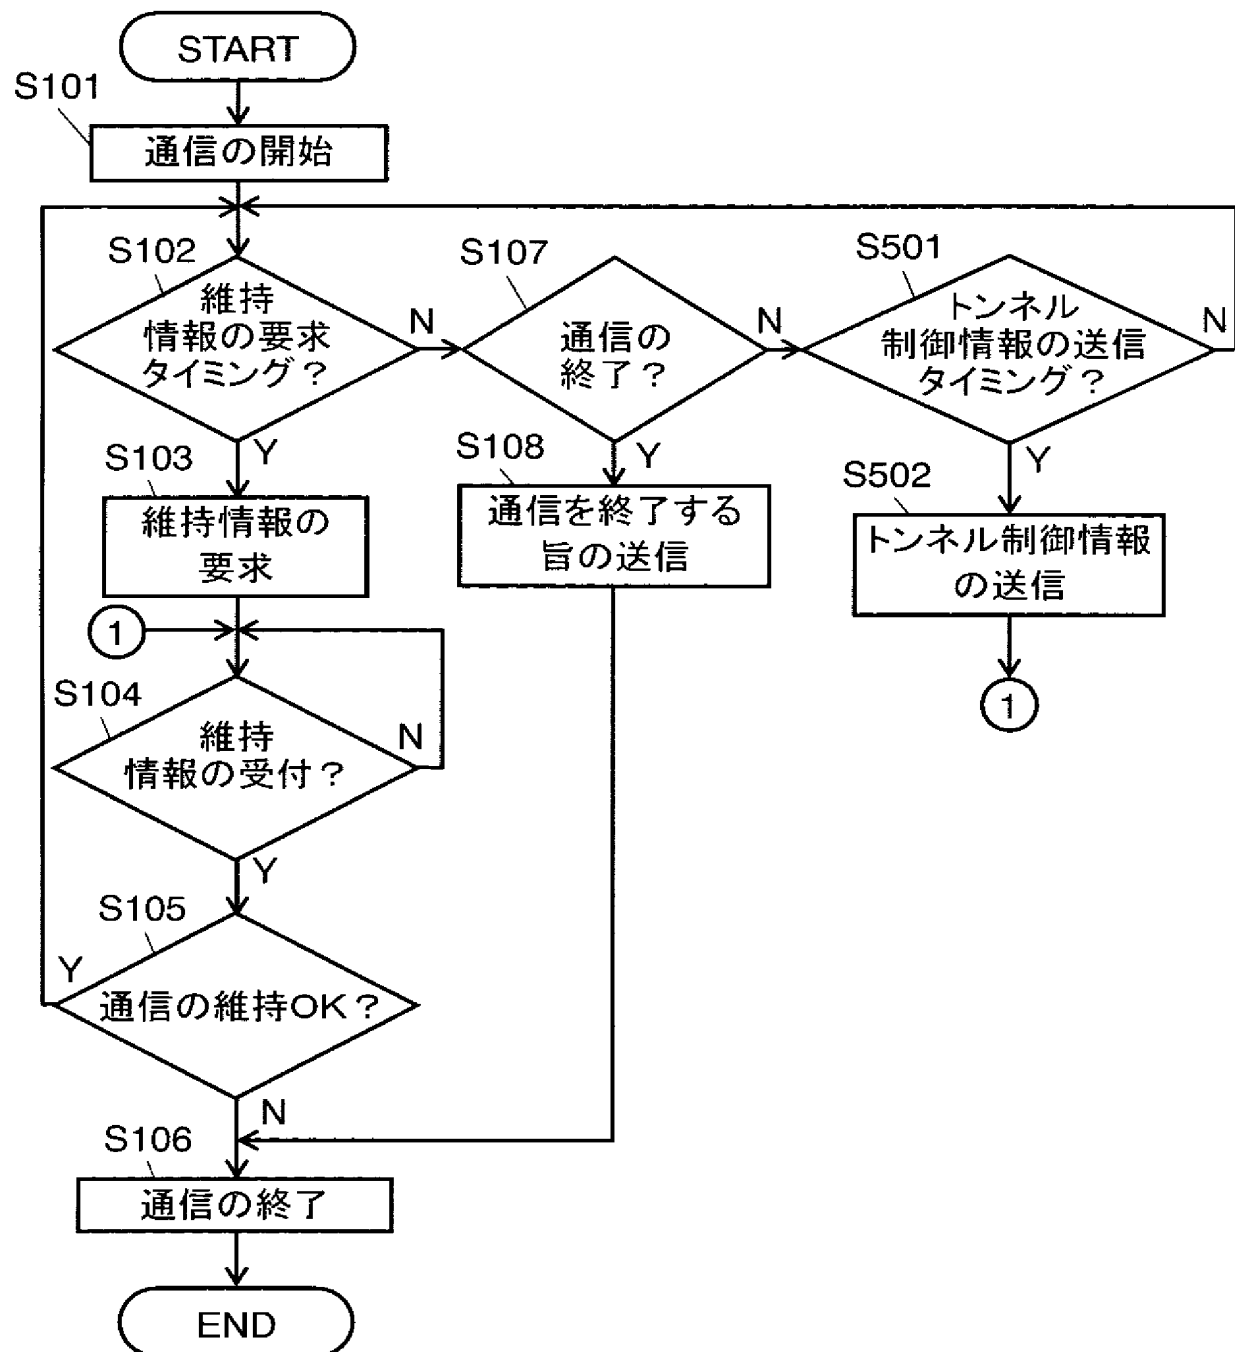 START
S101
通信の開始
S102
維持
情報の要求
タイミング？
N
Y
S107
通信の
終了？
N
Y
S501
トンネル
制御情報の送信
タイミング？
N
Y
S103
維持情報の
要求
S108
通信を終了する
旨の送信
S502
トンネル制御情報
の送信
1
1
S104
維持
情報の受付？
N
Y
S105
通信の維持OK？
Y
N
S106
通信の終了
END